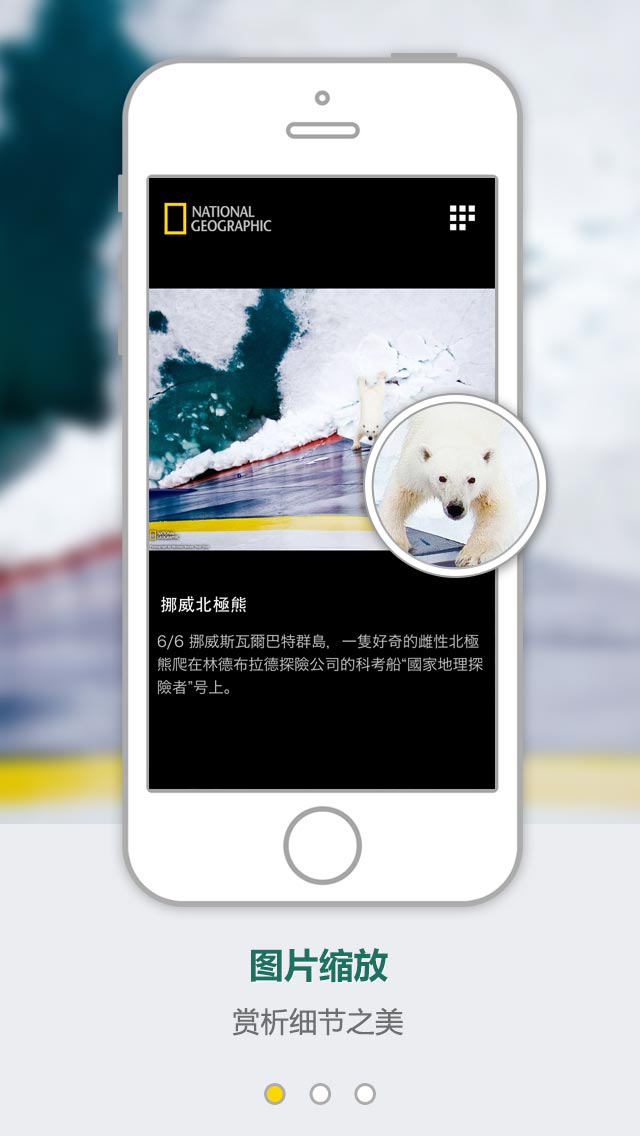 NATIONAL
GEOGRAPHIC
挪威北極熊
6/6 挪威斯瓦爾巴特群島，一隻好奇的雌性北極
熊爬在林德布拉德探險公司的科考船“國家地理探
險者”号上。
图片缩放
赏析细节之美